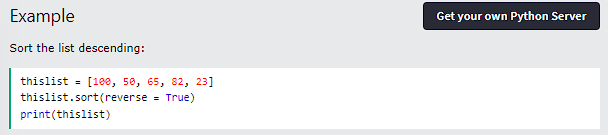 Example
Get your own Python Server
Sort the list descending:
thislist = [100, 50, 65, 82, 23]
thislist.sort(reverse = True)
print(thislist)